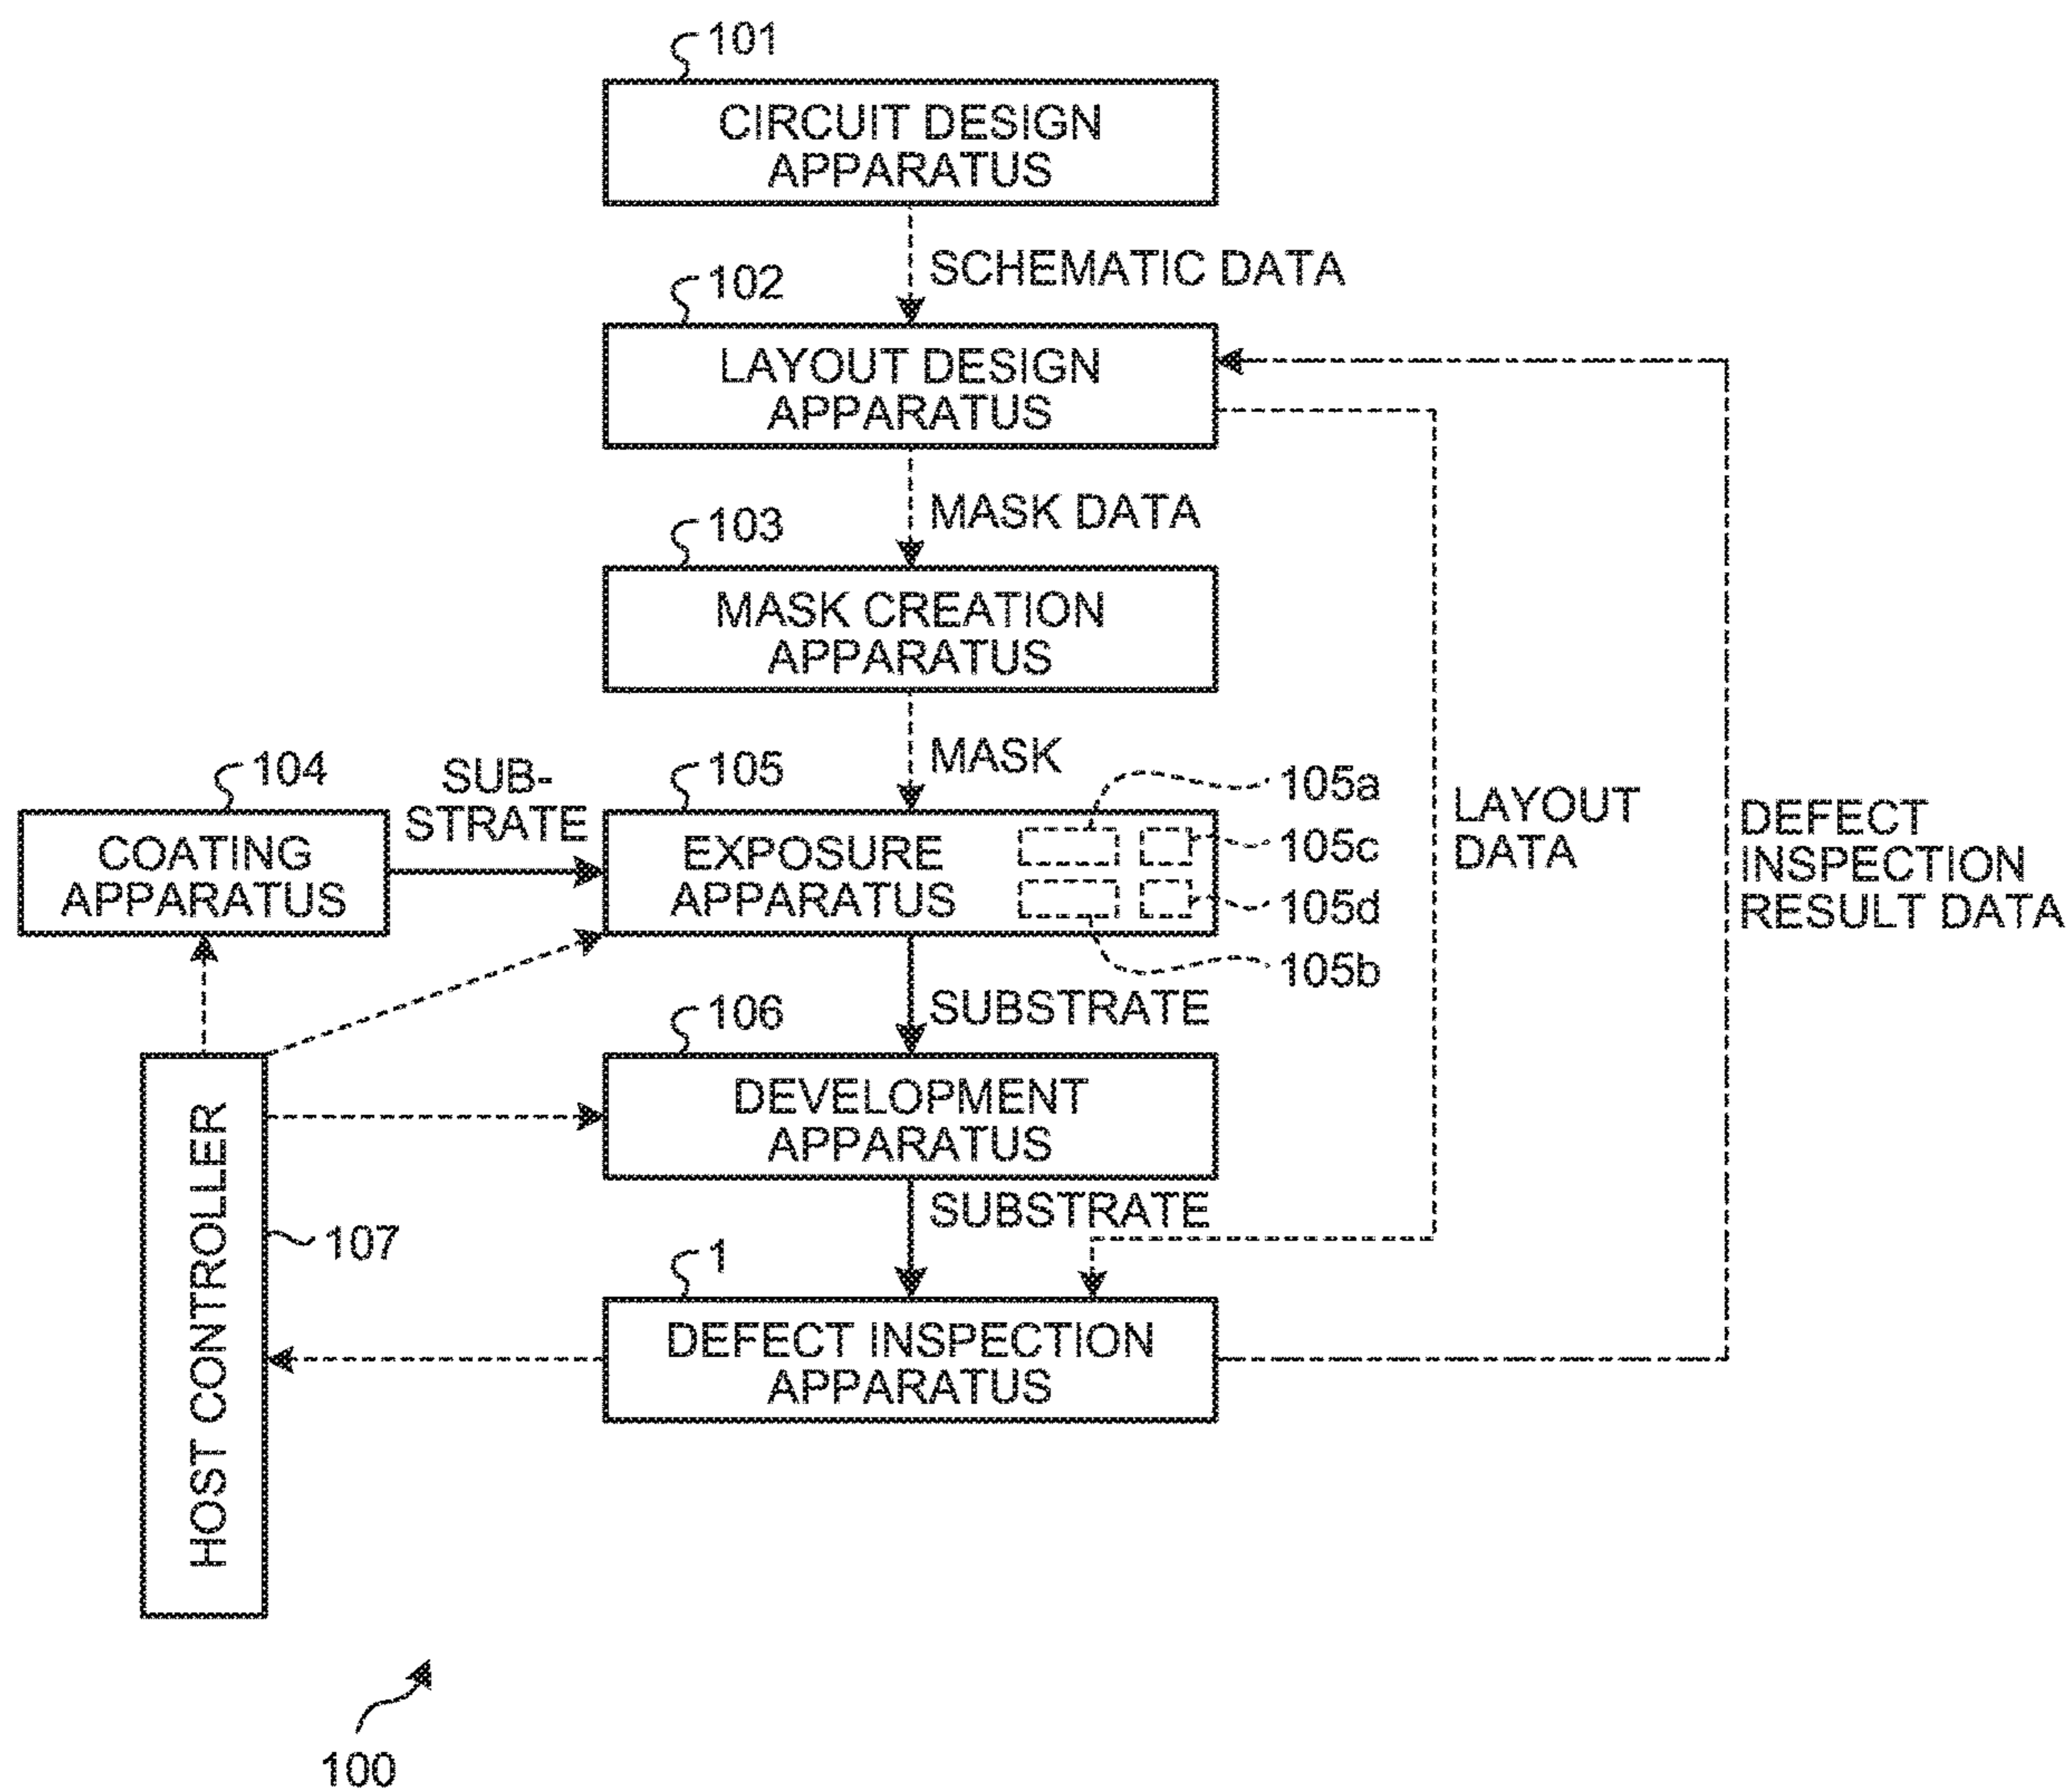 101
CIRCUIT DESIGN
APPARATUS
SCHEMATIC DATA
102
LAYOUT DESIGN
APPARATUS
MASK DATA
103
MASK CREATION
APPARATUS
MASK
104
SUB-
STRATE
105
105a
COATING
APPARATUS
EXPOSURE
APPARATUS
105c
105d
105b
LAYOUT
DATA
DEFECT
INSPECTION
RESULT DATA
SUBSTRATE
106
DEVELOPMENT
APPARATUS
SUBSTRATE
HOST CONTROLLER
107
1
DEFECT INSPECTION
APPARATUS
100